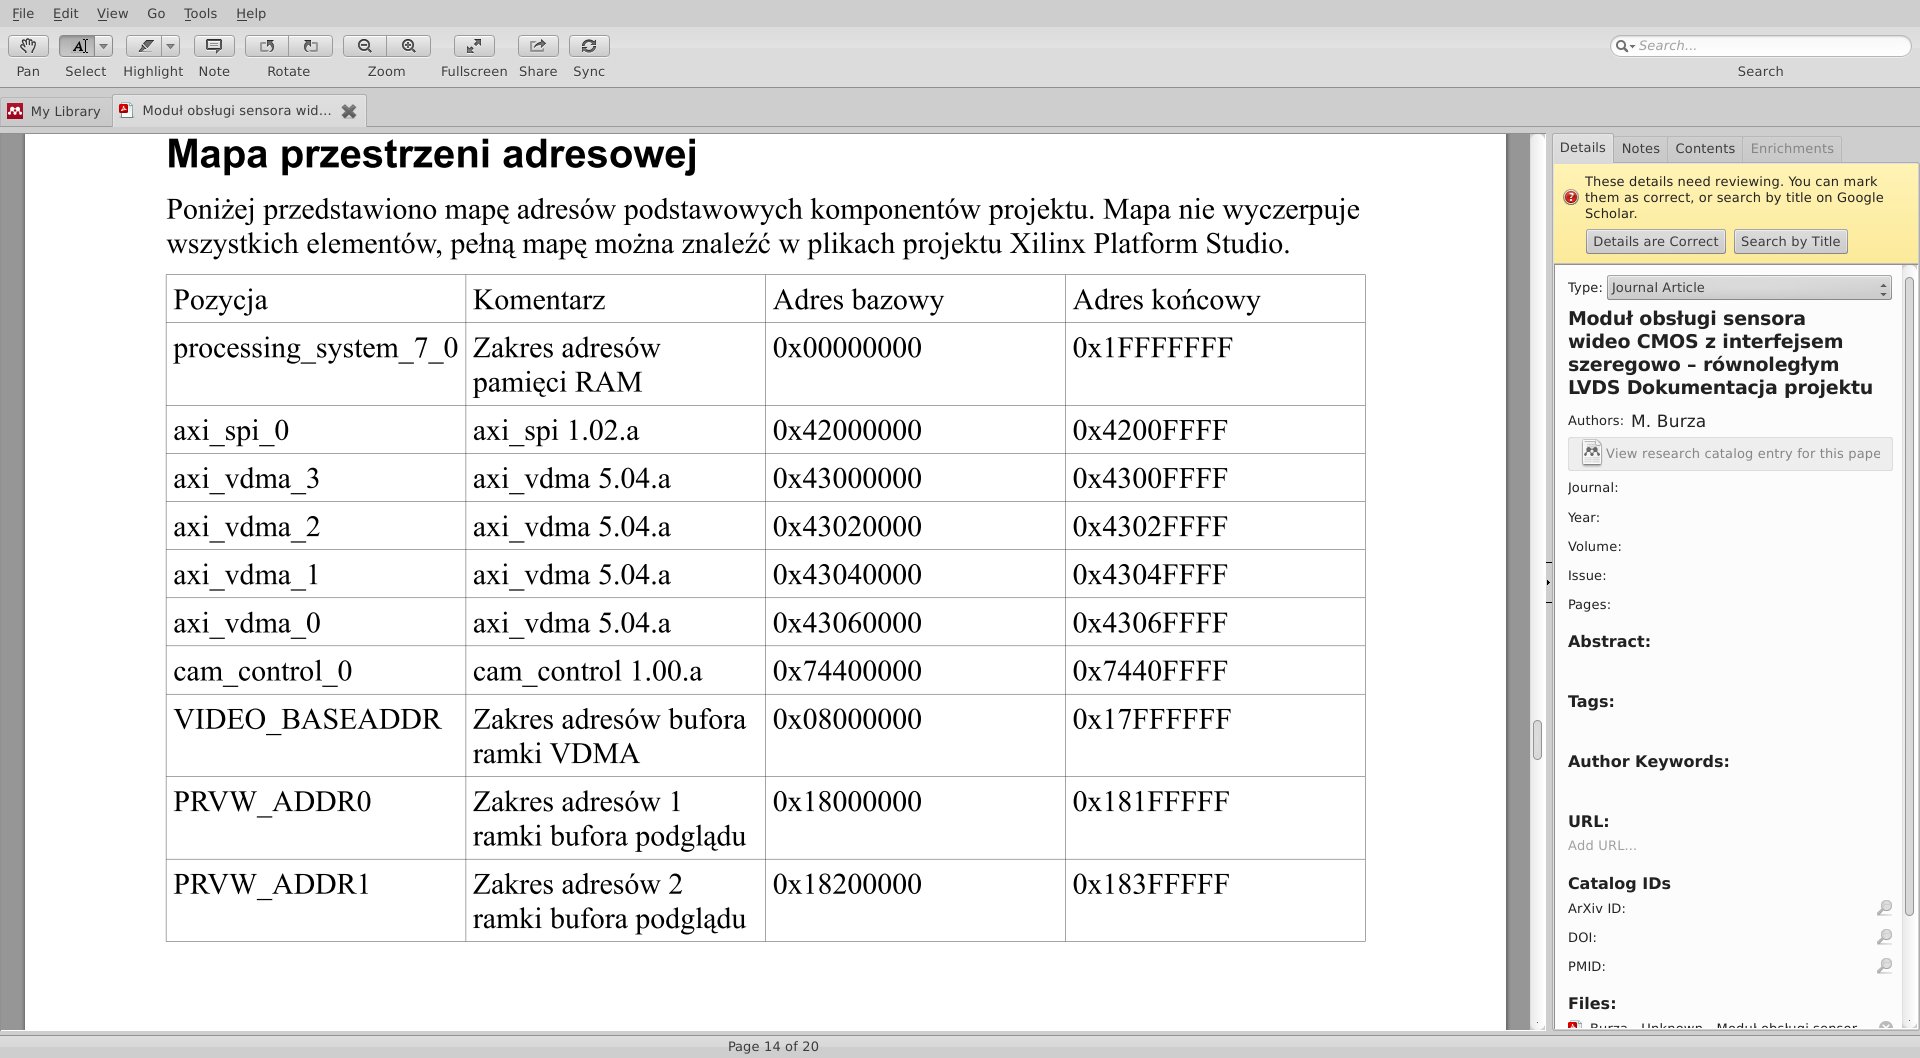 File Edit View Go Tools Help
Pan Select Highlight Note Rotate Zoom Fullscreen Share Sync
Search...
Search
My Library
Moduł obsługi sensora wid...
Mapa przestrzeni adresowej
Poniżej przedstawiono mapę adresów podstawowych komponentów projektu. Mapa nie wyczerpuje
wszystkich elementów, pełną mapę można znaleźć w plikach projektu Xilinx Platform Studio.
Pozycja Komentarz Adres bazowy Adres końcowy
processing_system_7_0 Zakres adresów 0x00000000 0x1FFFFFFF
pamięci RAM
axi_spi_0 axi_spi 1.02.a 0x42000000 0x4200FFFF
axi_vdma_3 axi_vdma 5.04.a 0x43000000 0x4300FFFF
axi_vdma_2 axi_vdma 5.04.a 0x43020000 0x4302FFFF
axi_vdma_1 axi_vdma 5.04.a 0x43040000 0x4304FFFF
axi_vdma_0 axi_vdma 5.04.a 0x43060000 0x4306FFFF
cam_control_0 cam_control 1.00.a 0x74400000 0x7440FFFF
VIDEO_BASEADDR Zakres adresów bufora 0x08000000 0x17FFFFFF
ramki VDMA
PRVW_ADDR0 Zakres adresów 1 0x18000000 0x181FFFFF
ramki bufora podglądu
PRVW_ADDR1 Zakres adresów 2 0x18200000 0x183FFFFF
ramki bufora podglądu
Details Notes Contents Enrichments
These details need reviewing. You can mark
them as correct, or search by title on Google
Scholar.
Details are Correct Search by Title
Type: Journal Article
Moduł obsługi sensora
wideo CMOS z interfejsem
szeregowo – równoległym
LVDS Dokumentacja projektu
Authors: M. Burza
View research catalog entry for this pape
Journal:
Year:
Volume:
Issue:
Pages:
Abstract:
Tags:
Author Keywords:
URL:
Add URL...
Catalog IDs
ArXiv ID:
DOI:
PMID:
Files:
Burza - Unknown - Moduł obsługi sensor...
Page 14 of 20